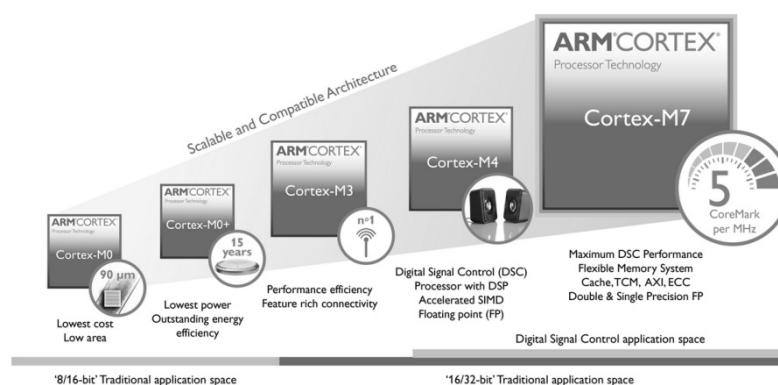 Scalable and Compatible Architecture
ARM®CORTEX®
Processor Technology
Cortex-M0
90 µm
Lowest cost
Low area
ARM®CORTEX®
Processor Technology
Cortex-M0+
15
years
Lowest power
Outstanding energy
efficiency
ARM®CORTEX®
Processor Technology
Cortex-M3
nº1
Performance efficiency
Feature rich connectivity
ARM®CORTEX®
Processor Technology
Cortex-M4
Digital Signal Control (DSC)
Processor with DSP
Accelerated SIMD
Floating point (FP)
ARM®CORTEX®
Processor Technology
Cortex-M7
5
CoreMark
per MHz
Maximum DSC Performance
Flexible Memory System
Cache, TCM, AXI, ECC
Double & Single Precision FP
Digital Signal Control application space
'8/16-bit' Traditional application space
'16/32-bit' Traditional application space